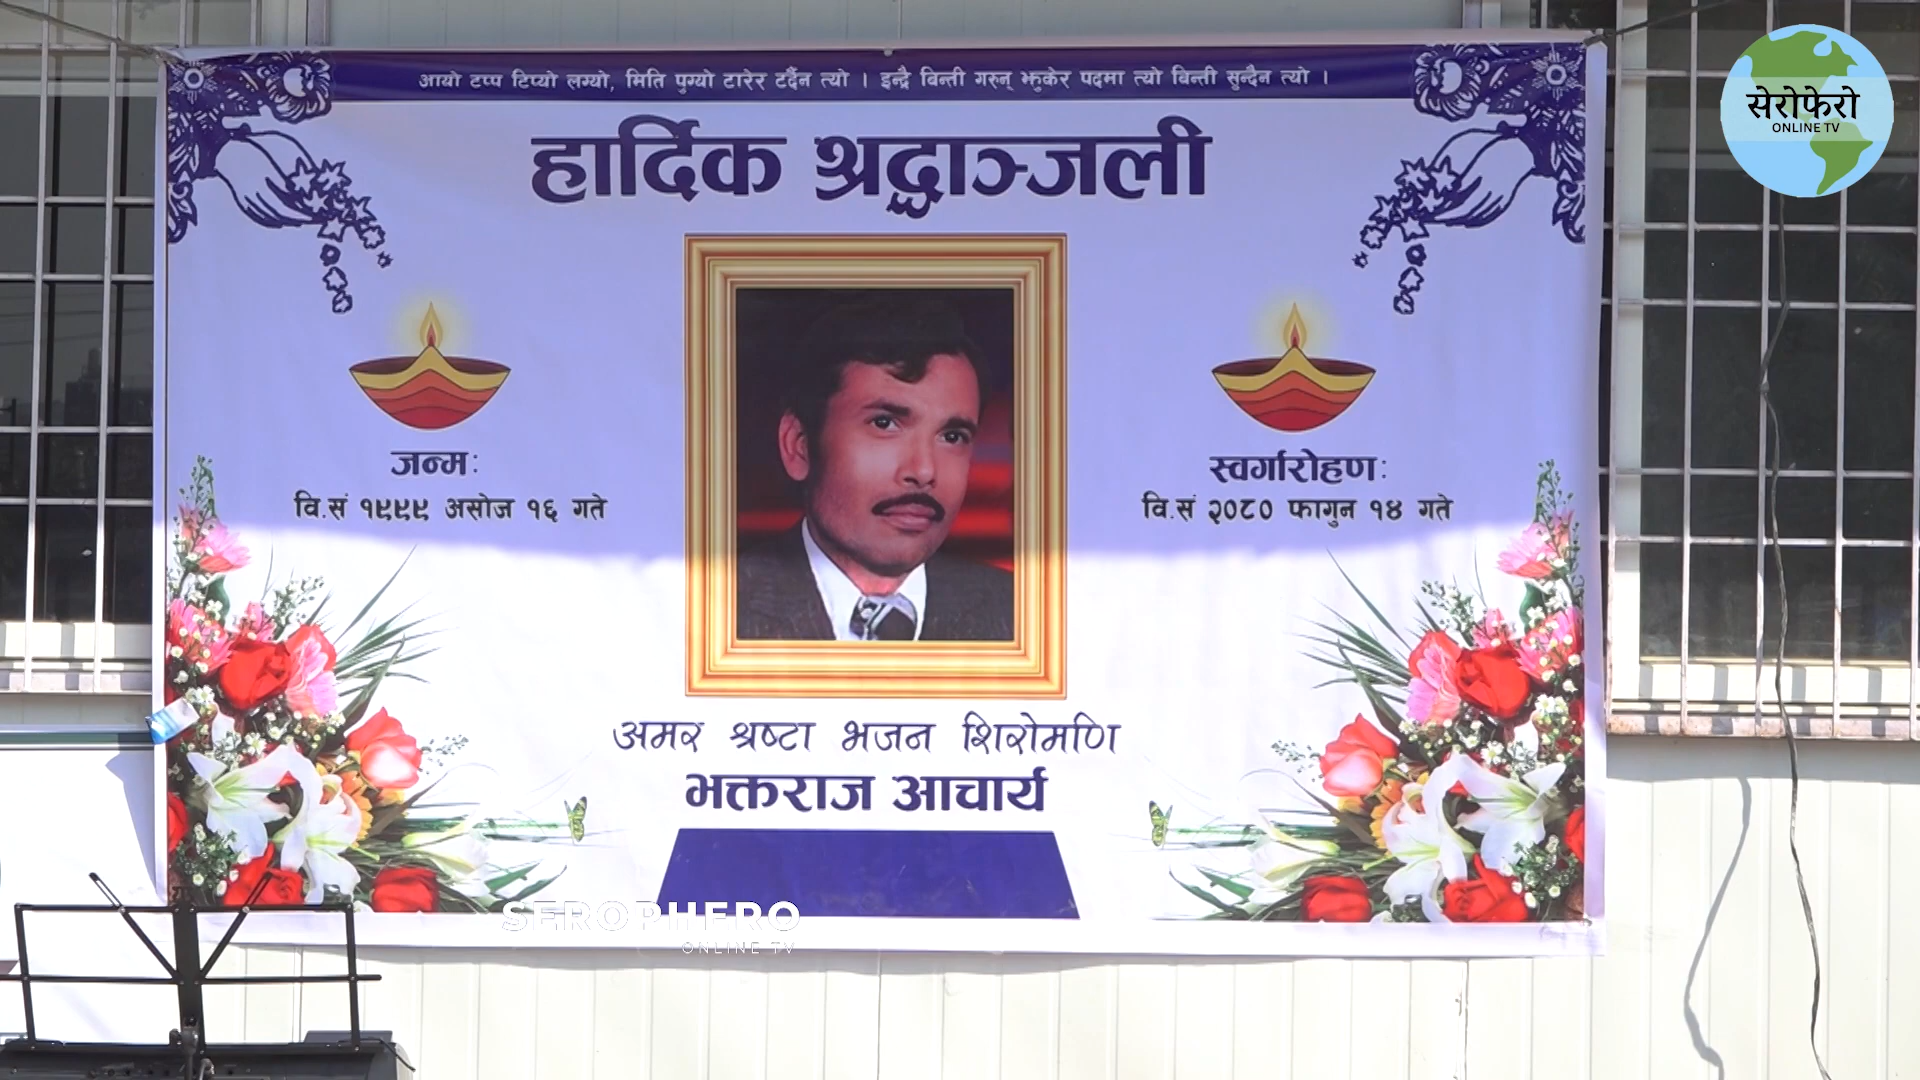 आयो टप्प टिप्यो लग्यो, मिति पुग्यो टारेर टर्दैन त्यो । इन्द्रै बिन्ती गरुन् झुकेर पदमा त्यो बिन्ती सुन्दैन त्यो ।
सेरोफेरो
ONLINE TV
हार्दिक श्रद्धाञ्जली
जन्म:
वि.सं १९९९ असोज १६ गते
स्वर्गारोहण:
वि.सं २०८० फागुन १४ गते
अमर श्रष्टा भजन शिरोमणि
भक्तराज आचार्य
SEROPHERO
ONLINE TV